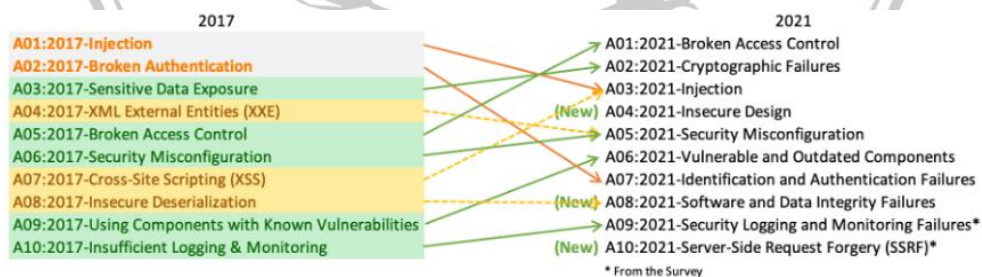 2017
2021
A01:2017-Injection
A02:2017-Broken Authentication
A03:2017-Sensitive Data Exposure
A04:2017-XML External Entities (XXE)
A05:2017-Broken Access Control
A06:2017-Security Misconfiguration
A07:2017-Cross-Site Scripting (XSS)
A08:2017-Insecure Deserialization
A09:2017-Using Components with Known Vulnerabilities
A10:2017-Insufficient Logging & Monitoring
A01:2021-Broken Access Control
A02:2021-Cryptographic Failures
A03:2021-Injection
(New) A04:2021-Insecure Design
A05:2021-Security Misconfiguration
A06:2021-Vulnerable and Outdated Components
A07:2021-Identification and Authentication Failures
(New) A08:2021-Software and Data Integrity Failures
A09:2021-Security Logging and Monitoring Failures*
(New) A10:2021-Server-Side Request Forgery (SSRF)*
* From the Survey